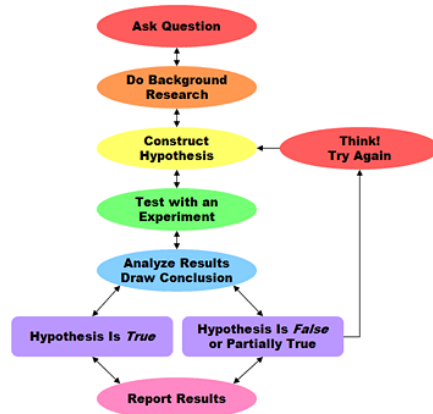 Ask Question
Do Background
Research
Construct
Hypothesis
Think!
Try Again
Test with an
Experiment
Analyze Results
Draw Conclusion
Hypothesis Is True
Hypothesis Is False
or Partially True
Report Results